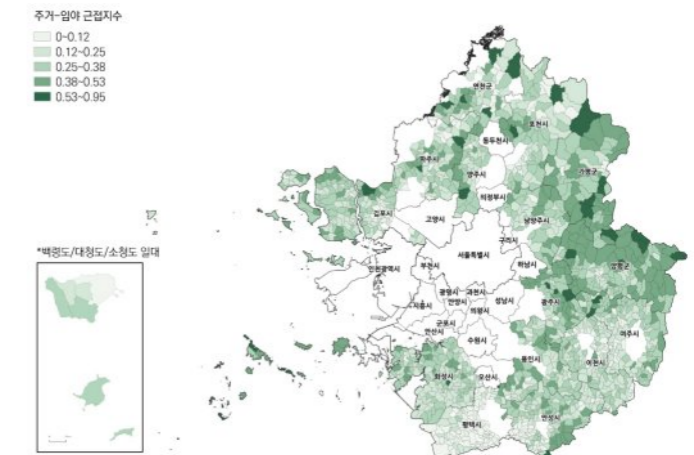 주거-임야 근접지수
0~0.12
0.12~0.25
0.25~0.38
0.38~0.53
0.53~0.95
연천군
포천시
동두천시
파주시
양주시
가평군
의정부시
김포시
고양시
남양주시
구리시
*백령도/대청도/소청도 일대
서울특별시
인천광역시
부천시
하남시
양평군
광명시
과천시
시흥시
안양시
성남시
광주시
의왕시
군포시
안산시
수원시
여주시
용인시
이천시
화성시
오산시
안성시
평택시